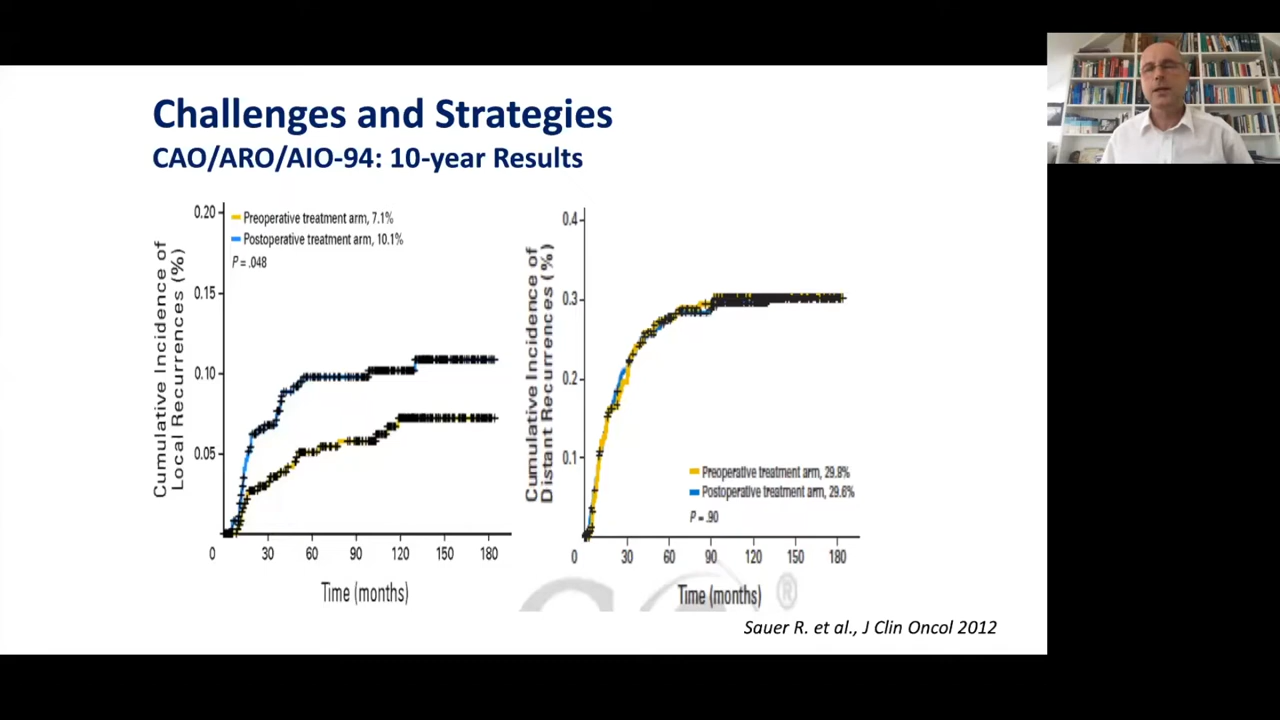 Challenges and Strategies
CAO/ARO/AIO-94: 10-year Results
Cumulative Incidence of
Local Recurrences (%)
0.20
0.15
0.10
0.05
Preoperative treatment arm, 7.1%
Postoperative treatment arm, 10.1%
P = .048
0 30 60 90 120 150 180
Time (months)
Cumulative Incidence of
Distant Recurrences (%)
0.4
0.3
0.2
0.1
Preoperative treatment arm, 29.8%
Postoperative treatment arm, 29.6%
P = .90
0 30 60 90 120 150 180
Time (months)
®
Sauer R. et al., J Clin Oncol 2012